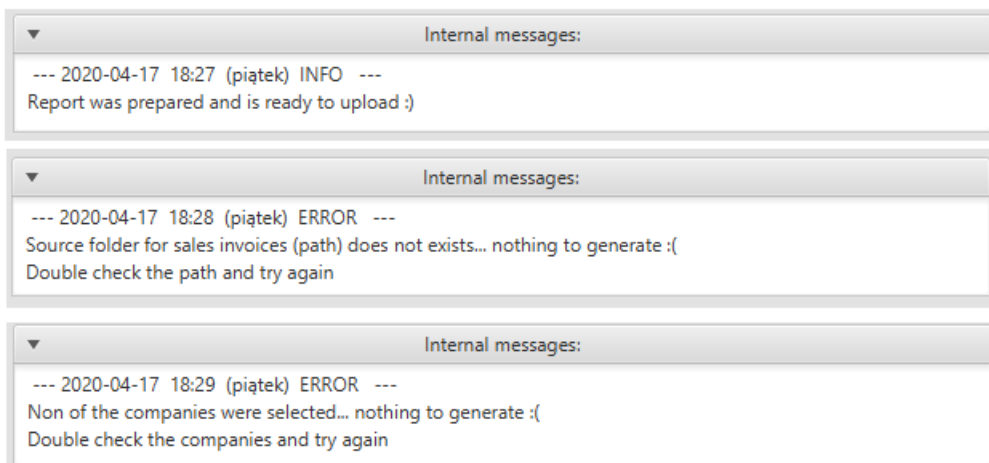 Internal messages:
--- 2020-04-17 18:27 (piątek) INFO ---
Report was prepared and is ready to upload :)
Internal messages:
--- 2020-04-17 18:28 (piątek) ERROR ---
Source folder for sales invoices (path) does not exists... nothing to generate :(
Double check the path and try again
Internal messages:
--- 2020-04-17 18:29 (piątek) ERROR ---
Non of the companies were selected... nothing to generate :(
Double check the companies and try again